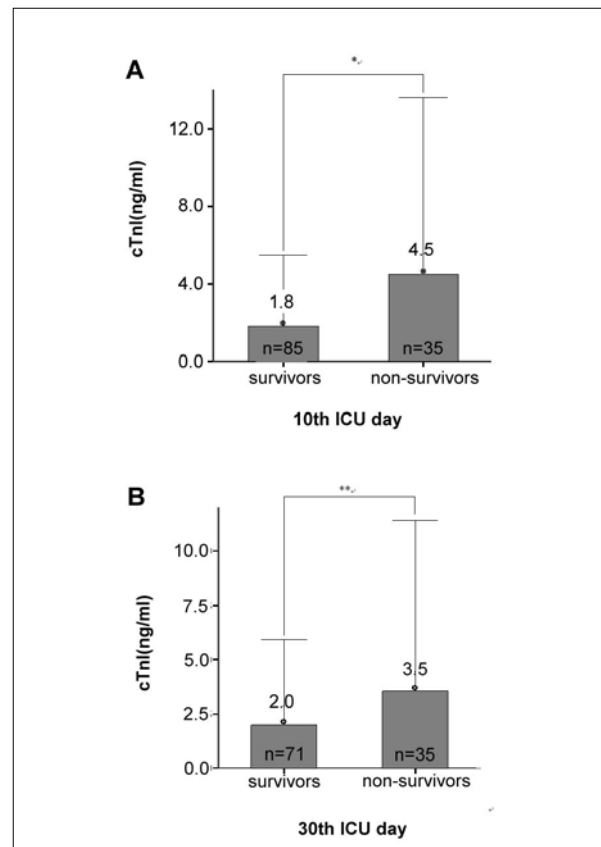 A
*
cTnI(ng/ml)
12.0
8.0
4.0
0.0
1.8
4.5
n=85
n=35
survivors
non-survivors
10th ICU day
B
**
cTnI(ng/ml)
10.0
7.5
5.0
2.5
0.0
2.0
3.5
n=71
n=35
survivors
non-survivors
30th ICU day